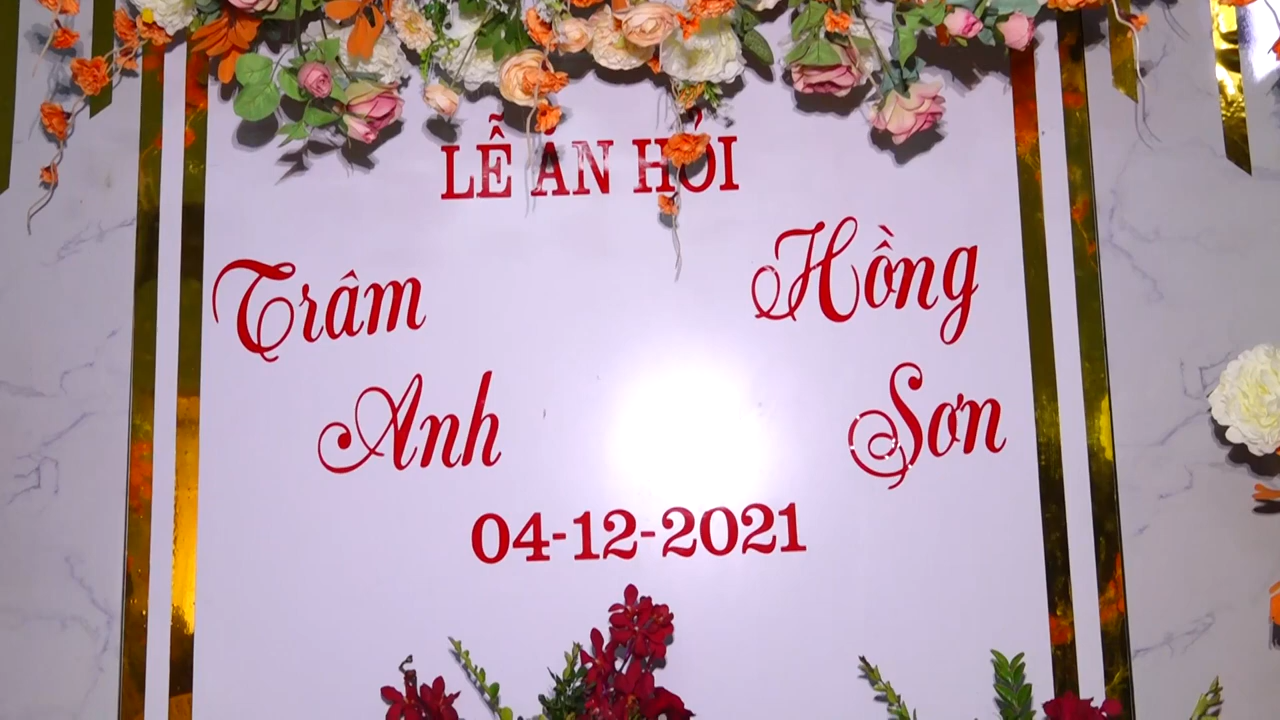 LỄ ĂN HỎI
Trâm Anh
Hồng Sơn
04-12-2021